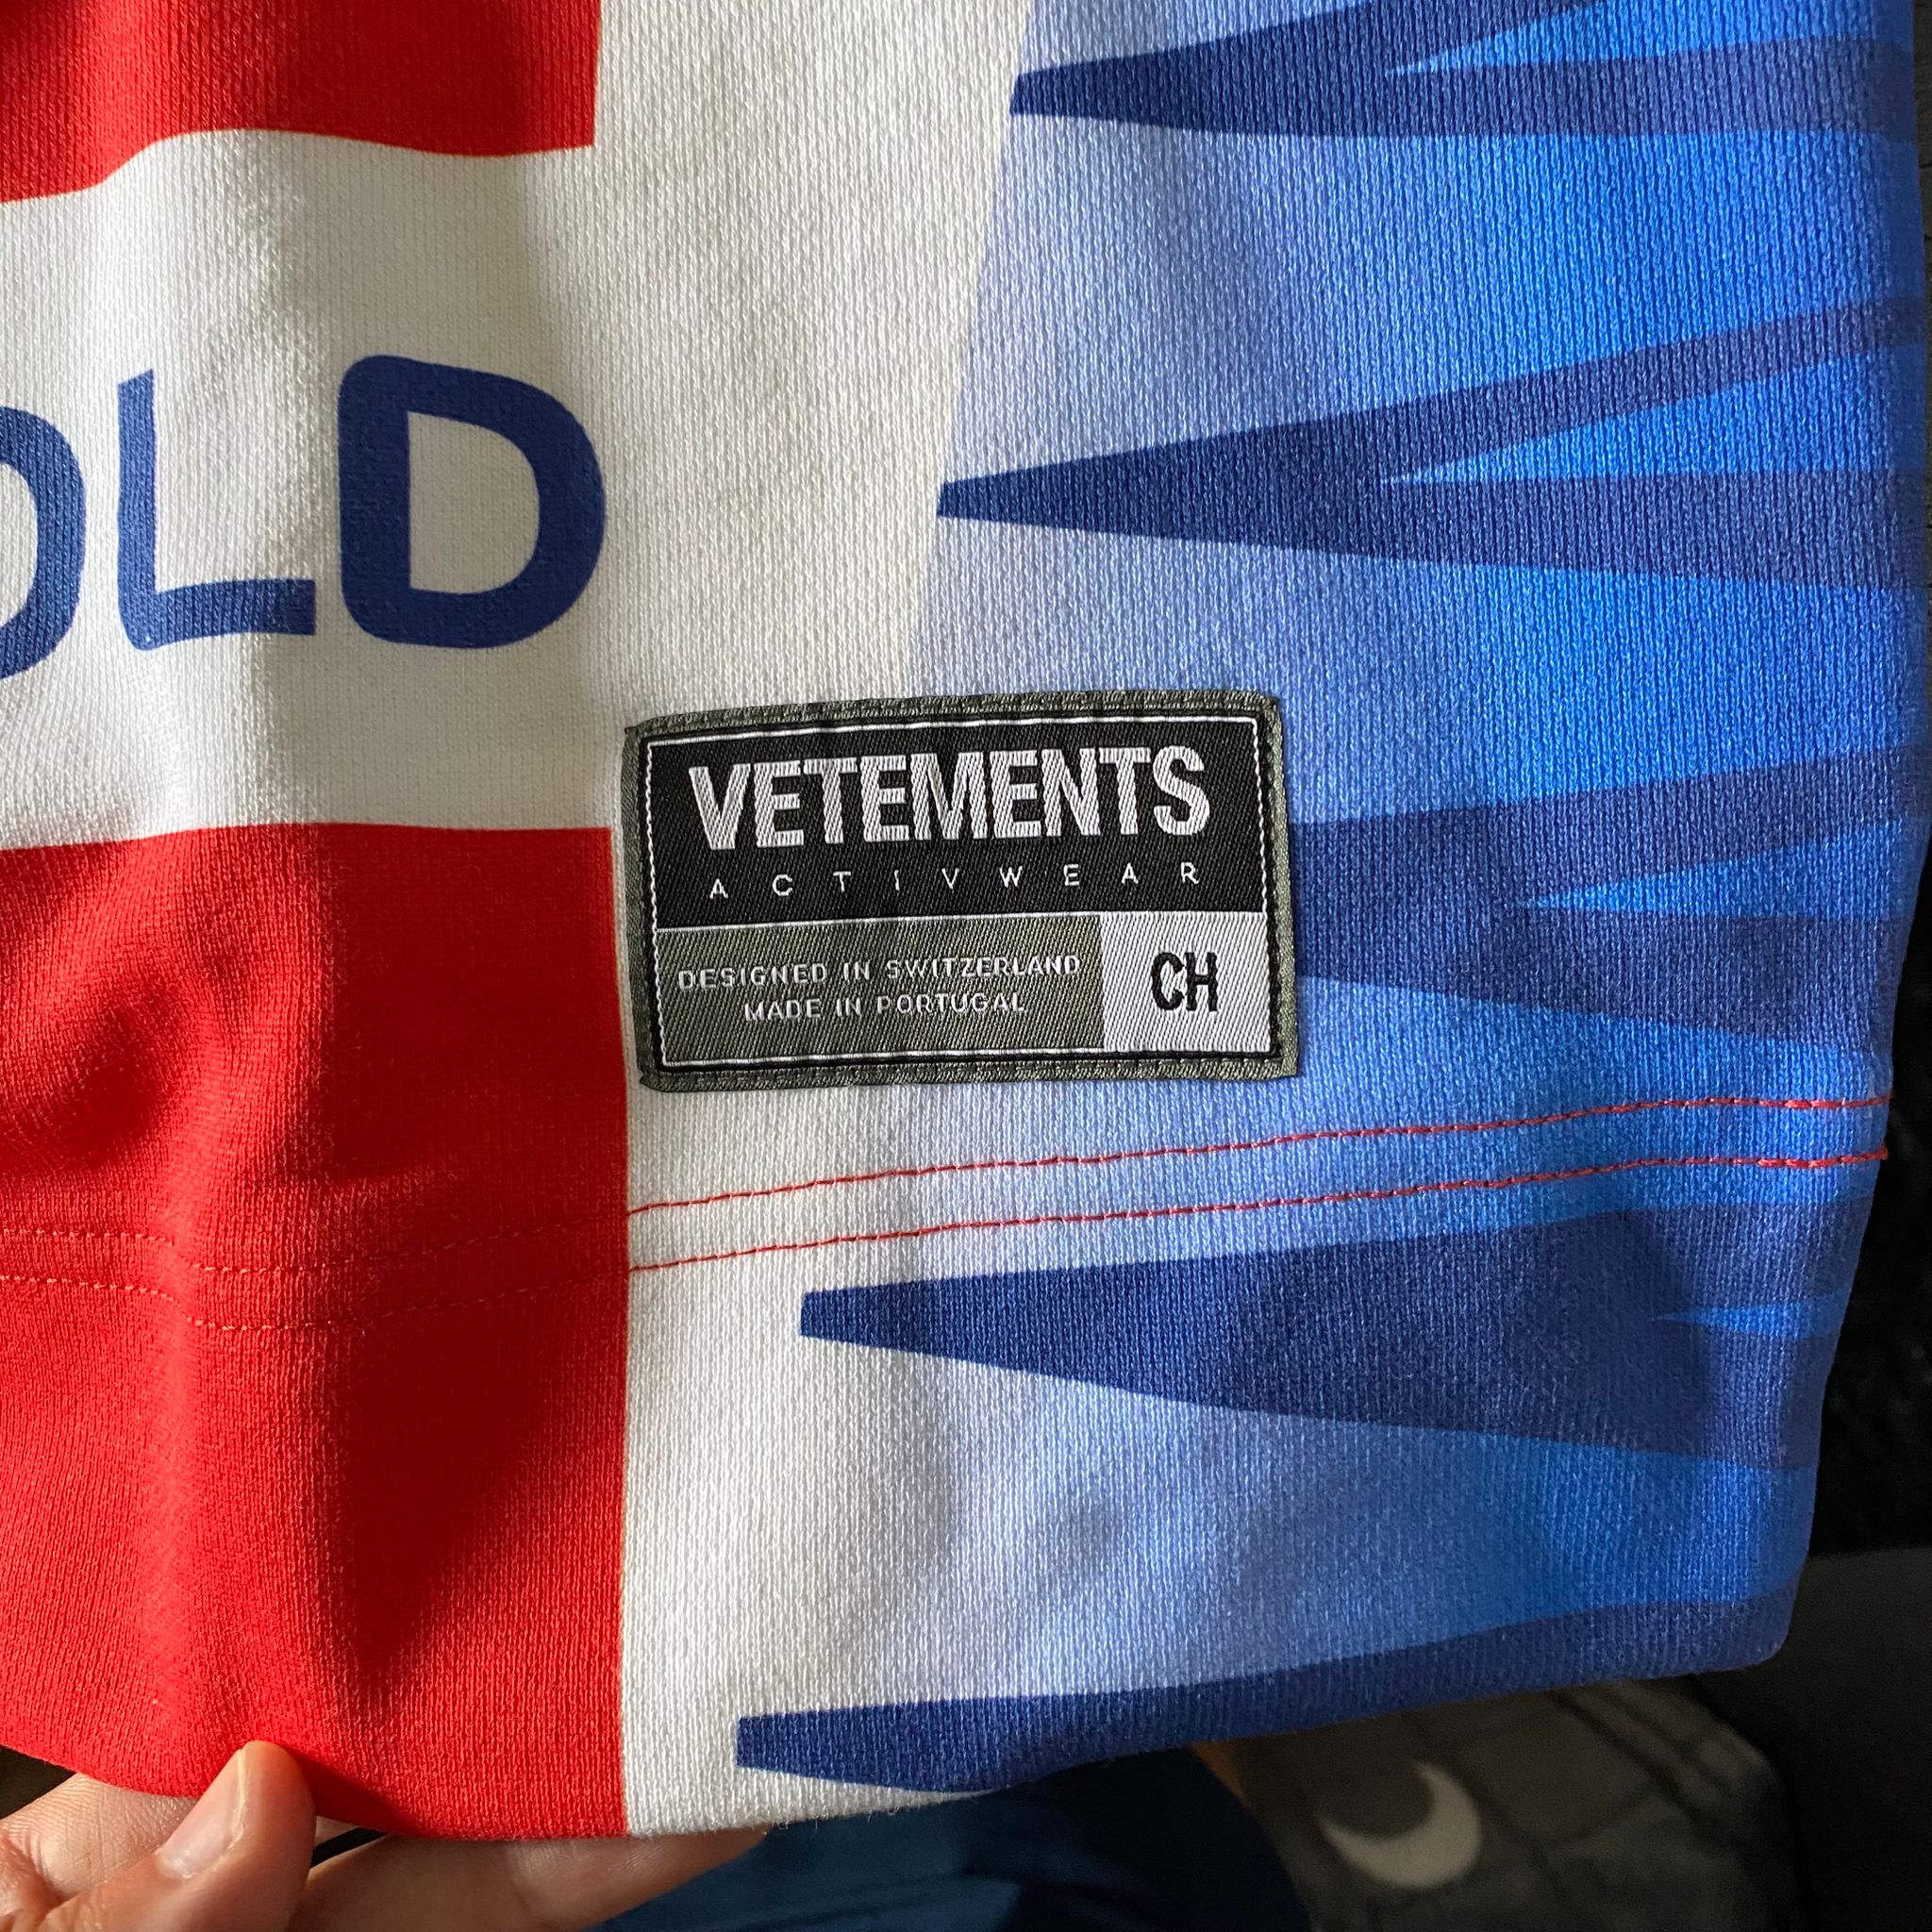 OLD
VETEMENTS
ACTIVWEAR
DESIGNED IN SWITZERLAND
MADE IN PORTUGAL
CH